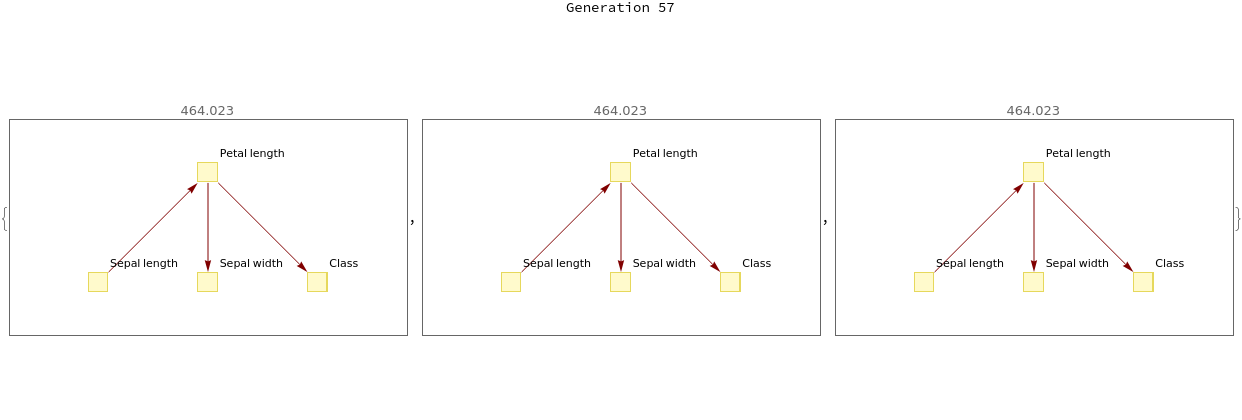 Generation 57
464.023 464.023 464.023
Petal length Petal length Petal length
{ , , }
Sepal length Sepal width Class Sepal length Sepal width Class Sepal length Sepal width Class